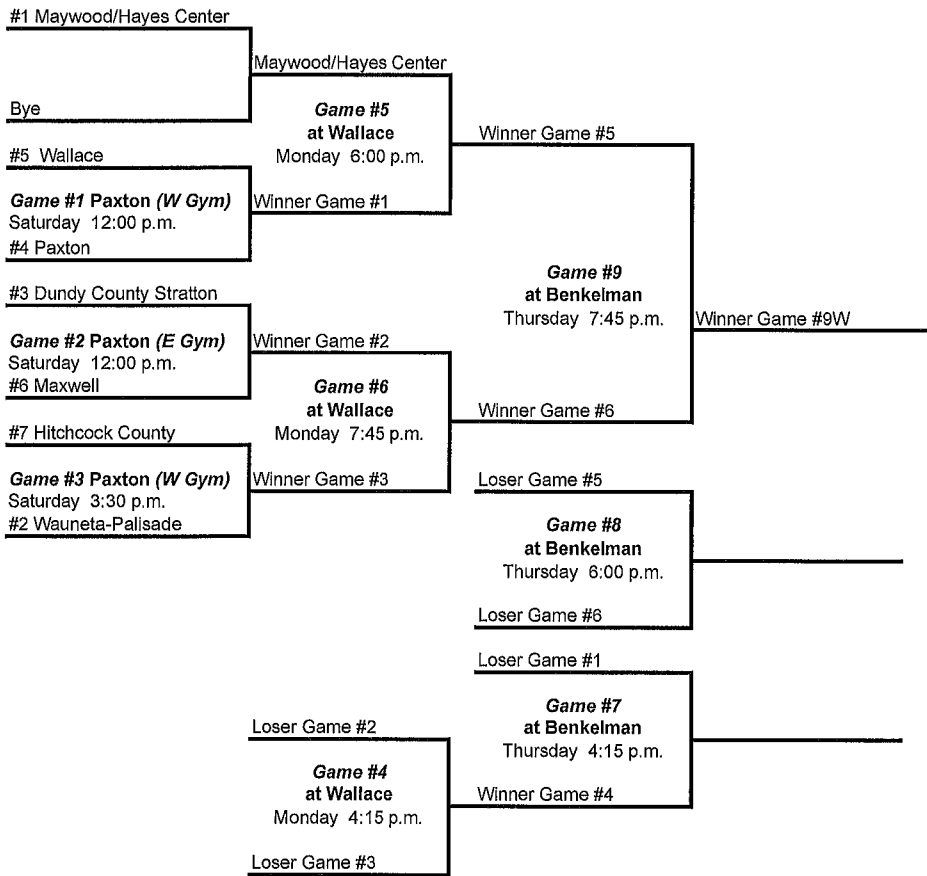 #1 Maywood/Hayes Center
Maywood/Hayes Center
Bye
Game #5
at Wallace
Monday 6:00 p.m.
Winner Game #5
#5 Wallace
Game #1 Paxton (W Gym)
Saturday 12:00 p.m.
Winner Game #1
#4 Paxton
Game #9
at Benkelman
Thursday 7:45 p.m.
Winner Game #9W
#3 Dundy County Stratton
Game #2 Paxton (E Gym)
Saturday 12:00 p.m.
Winner Game #2
#6 Maxwell
Game #6
at Wallace
Monday 7:45 p.m.
Winner Game #6
#7 Hitchcock County
Game #3 Paxton (W Gym)
Saturday 3:30 p.m.
Winner Game #3
#2 Wauneta-Palisade
Loser Game #5
Game #8
at Benkelman
Thursday 6:00 p.m.
Loser Game #6
Loser Game #1
Game #7
at Benkelman
Thursday 4:15 p.m.
Loser Game #2
Game #4
at Wallace
Monday 4:15 p.m.
Winner Game #4
Loser Game #3